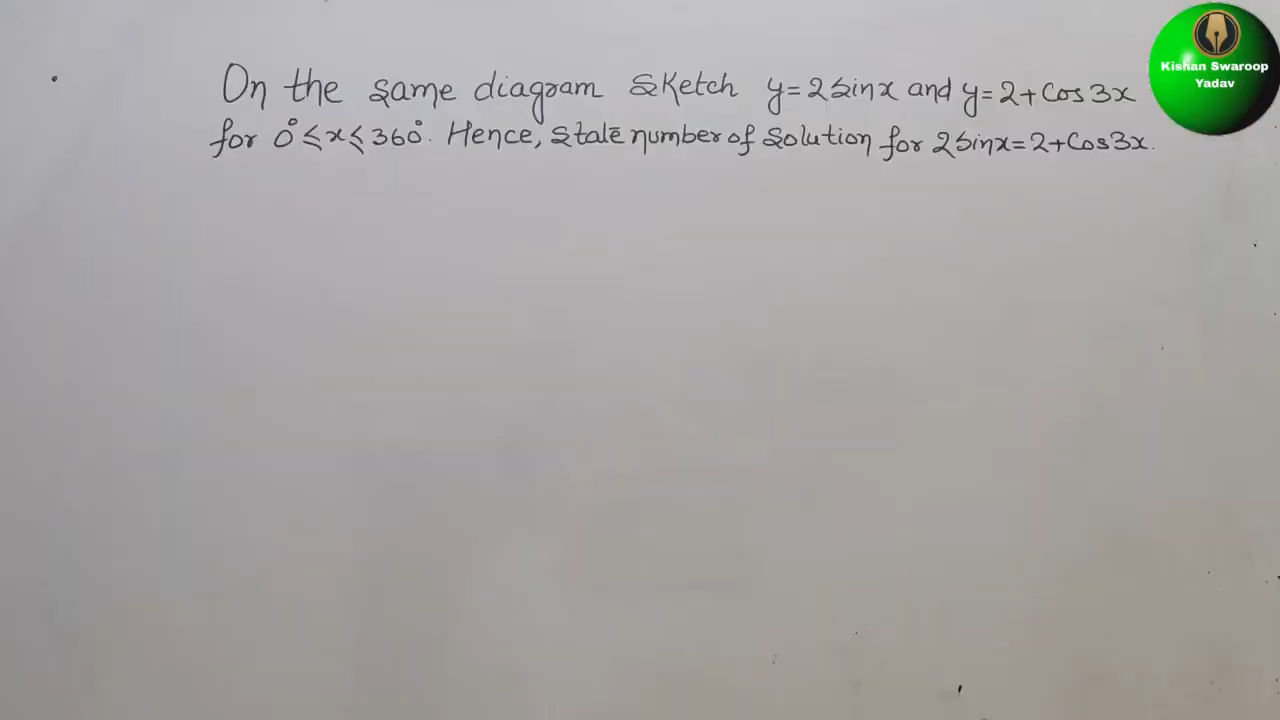 On the same diagram sketch y=2sinx and y=2+Cos3x
for 0°≤x≤360°. Hence, state number of solution for 2sinx=2+Cos3x.
Kishan Swaroop
Yadav